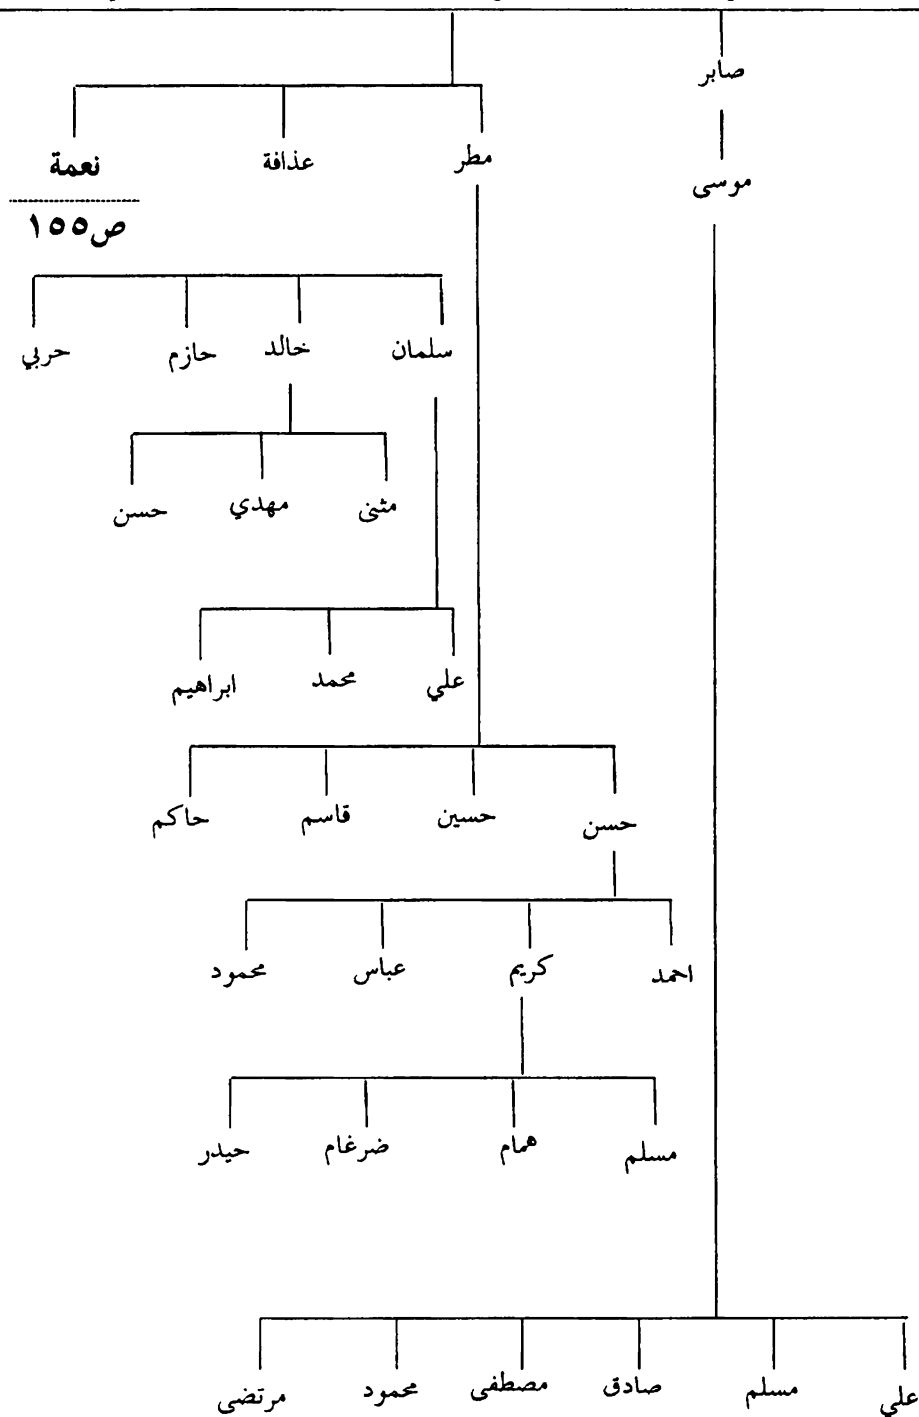 صابر
موسى
مطر عذافة نعمة
ص١٥٥
سلمان خالد حازم حربي
مثنى مهدي حسن
علي محمد ابراهيم
حسن حسين قاسم حاكم
احمد كريم عباس محمود
مسلم همام ضرغام حيدر
علي مسلم صادق مصطفى محمود مرتضى